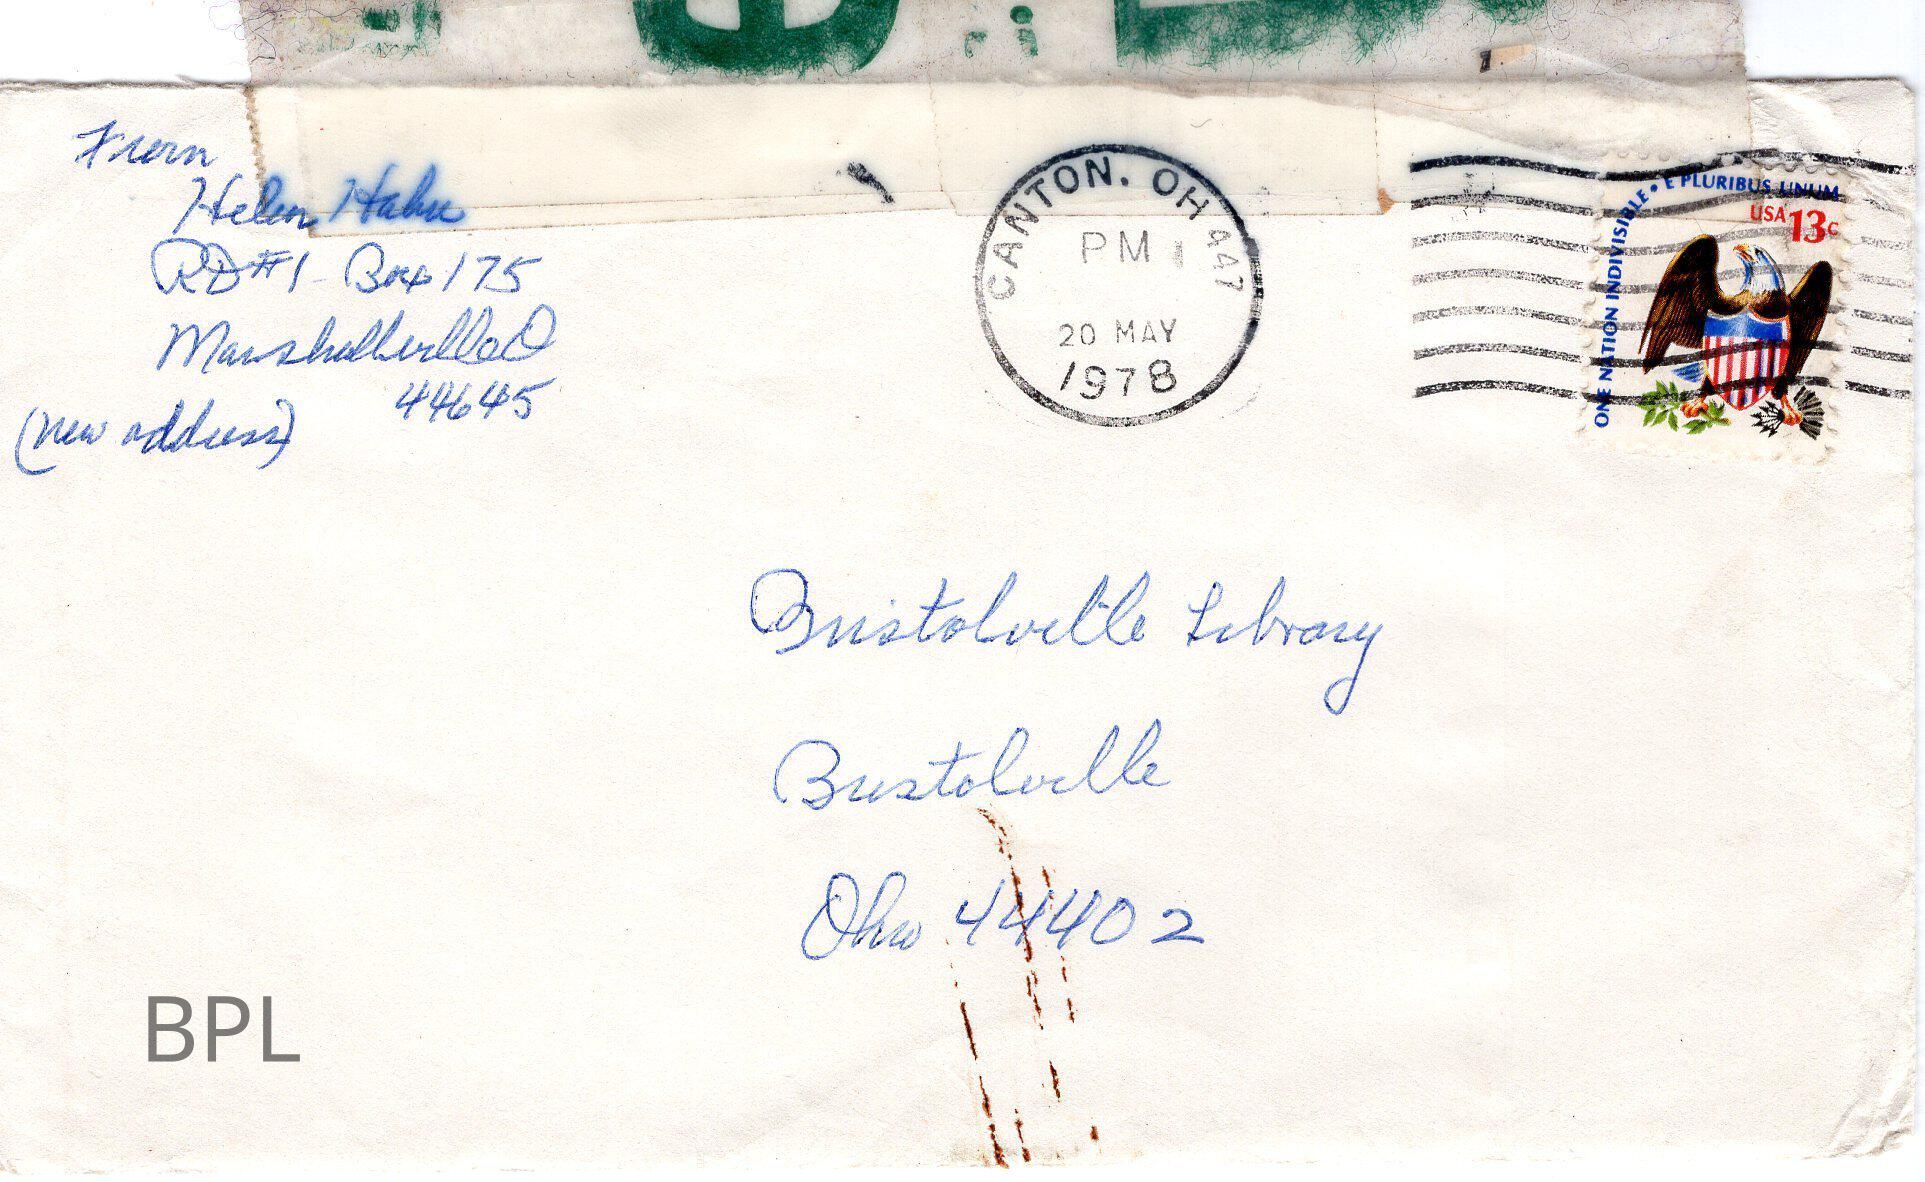 From
Helen Hahn
RD#1 - Box 175
Marshallville O
44645
(new address)
CANTON, OH 447
PM
20 MAY
1978
ONE NATION INDIVISIBLE • E PLURIBUS UNUM
USA 13c
Bristolville Library
Bristolville
Ohio 44402
BPL